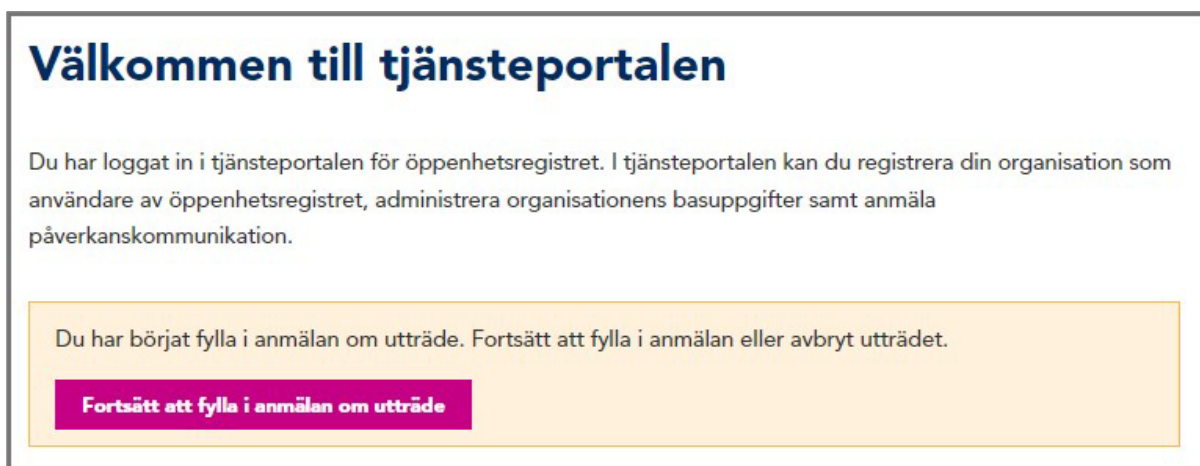 Välkommen till tjänsteportalen
Du har loggat in i tjänsteportalen för öppenhetsregistret. I tjänsteportalen kan du registrera din organisation som
användare av öppenhetsregistret, administrera organisationens basuppgifter samt anmäla
påverkanskommunikation.
Du har börjat fylla i anmälan om utträde. Fortsätt att fylla i anmälan eller avbryt utträdet.
Fortsätt att fylla i anmälan om utträde